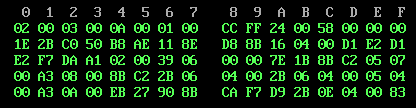 0 1 2 3 4 5 6 7 8 9 A B C D E F
02 00 03 00 0A 00 01 00 CC FF 24 00 58 00 00 00
1E 2B C0 50 B8 AE 11 8E D8 8B 16 04 00 D1 E2 D1
E2 F7 DA A1 02 00 39 06 00 00 7E 1B 8B C2 05 07
00 A3 08 00 8B C2 2B 06 04 00 2B 06 04 00 05 04
00 A3 0A 00 EB 27 90 8B CA F7 D9 2B 0E 04 00 83